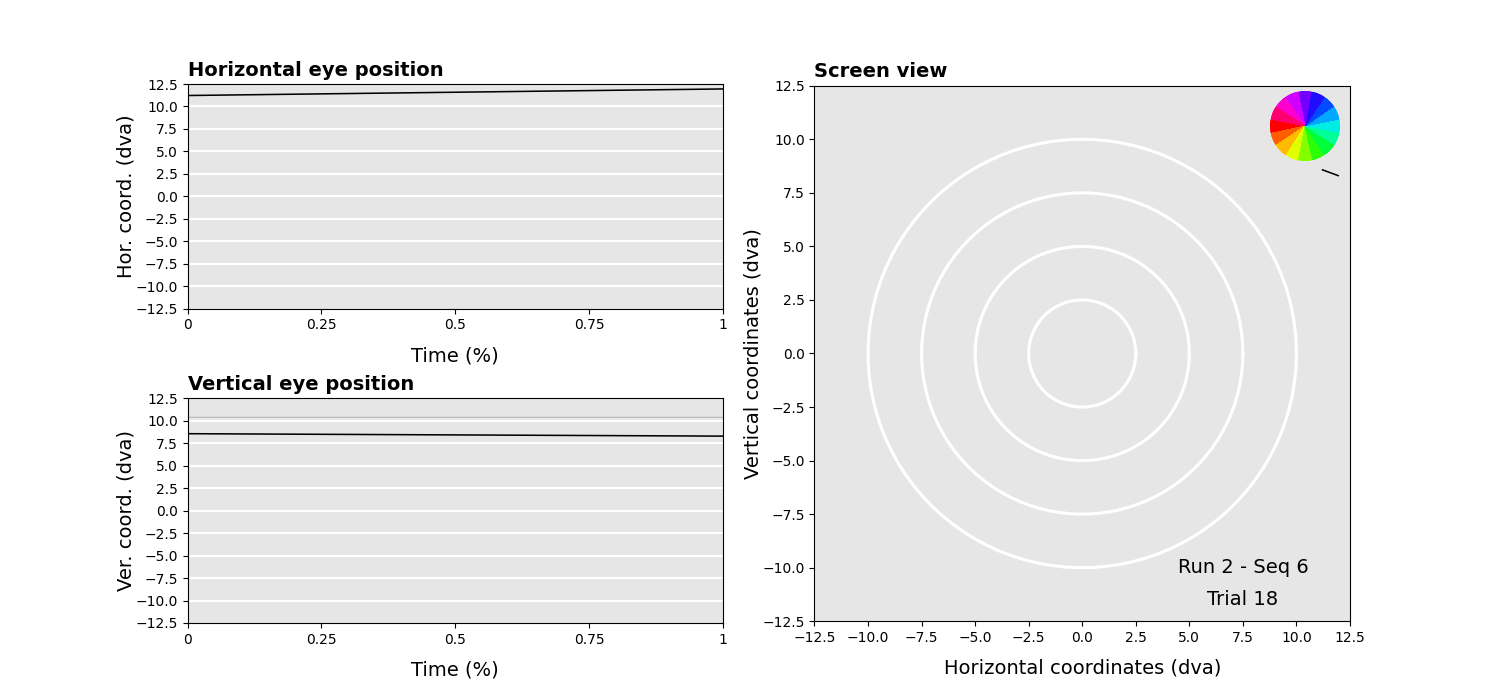 Horizontal eye position
12.5
10.0
7.5
5.0
2.5
0.0
−2.5
−5.0
−7.5
−10.0
−12.5
Hor. coord. (dva)
0 0.25 0.5 0.75 1
Time (%)
Vertical eye position
12.5
10.0
7.5
5.0
2.5
0.0
−2.5
−5.0
−7.5
−10.0
−12.5
Ver. coord. (dva)
0 0.25 0.5 0.75 1
Time (%)
Screen view
12.5
10.0
7.5
5.0
2.5
0.0
−2.5
−5.0
−7.5
−10.0
−12.5
Vertical coordinates (dva)
Run 2 - Seq 6
Trial 18
−12.5 −10.0 −7.5 −5.0 −2.5 0.0 2.5 5.0 7.5 10.0 12.5
Horizontal coordinates (dva)